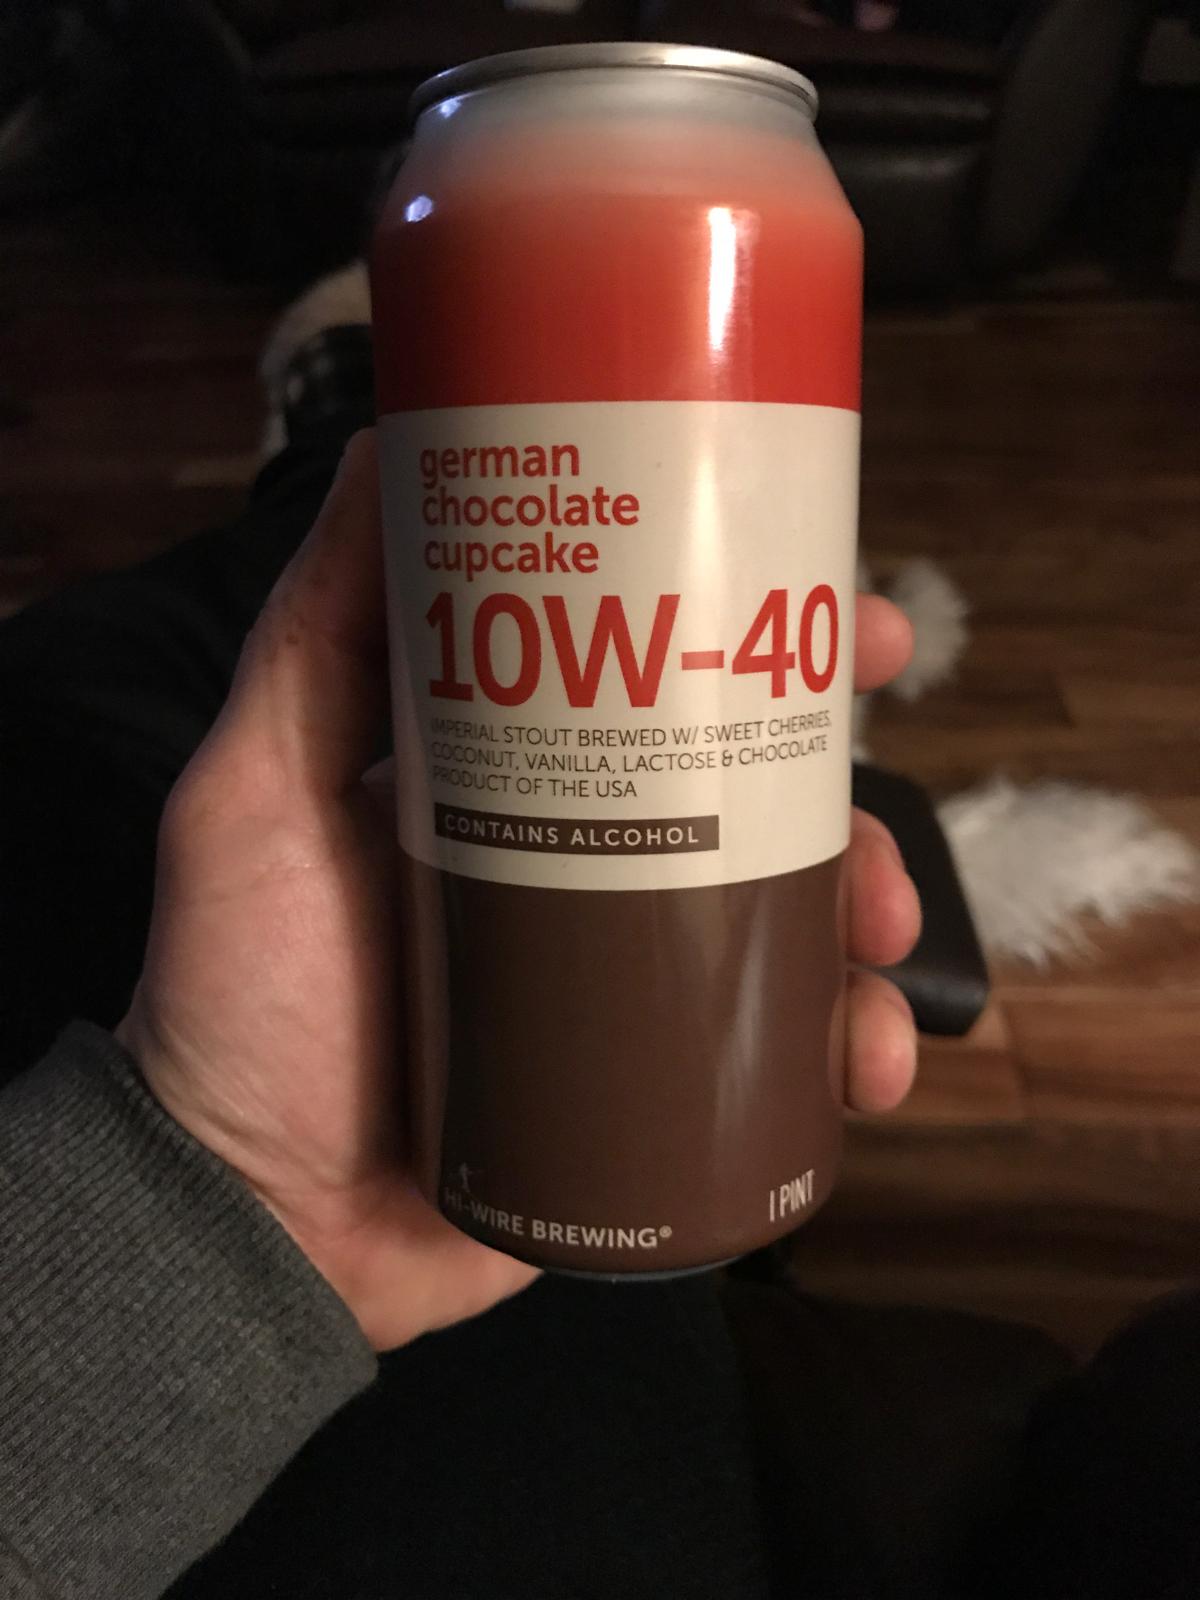 german
chocolate
cupcake
10W-40
IMPERIAL STOUT BREWED W/ SWEET CHERRIES,
COCONUT, VANILLA, LACTOSE & CHOCOLATE
PRODUCT OF THE USA
CONTAINS ALCOHOL
HI-WIRE BREWING®
1 PINT